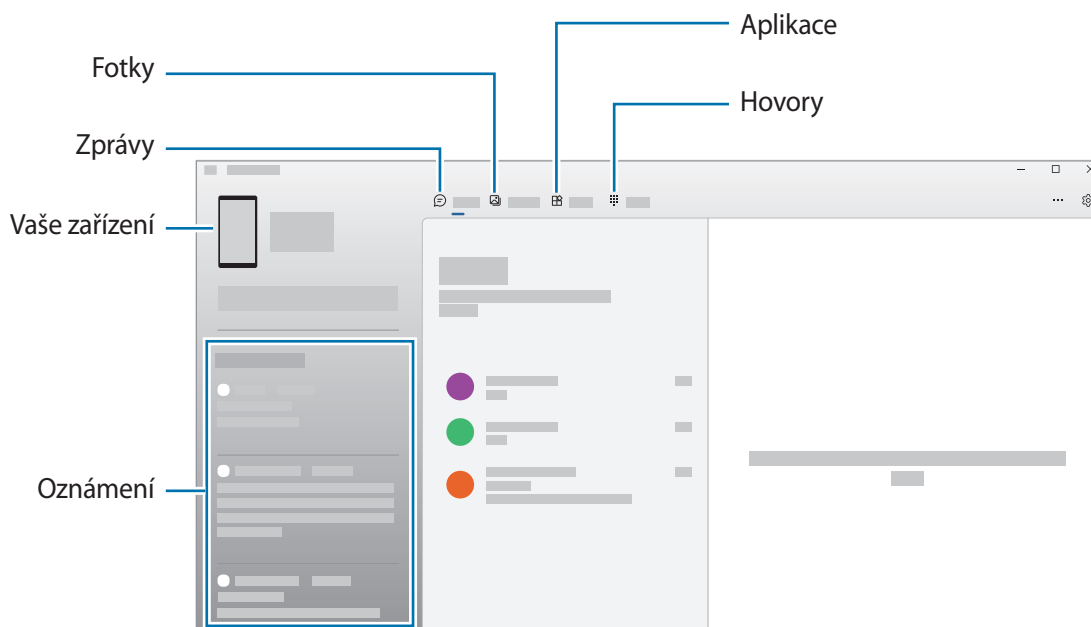 Aplikace
Fotky
Hovory
Zprávy
Vaše zařízení
Oznámení